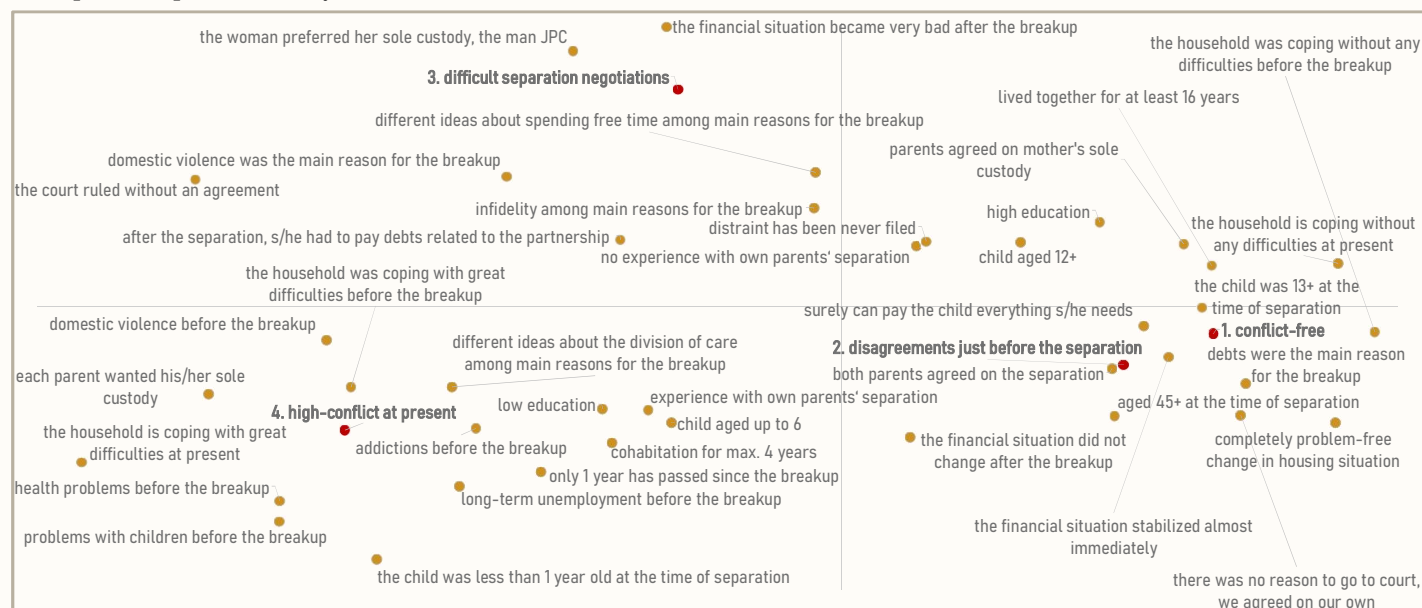 the financial situation became very bad after the breakup
the woman preferred her sole custody, the man JPC
the household was coping without any
difficulties before the breakup
3. difficult separation negotiations
lived together for at least 16 years
different ideas about spending free time among main reasons for the breakup
parents agreed on mother's sole
custody
domestic violence was the main reason for the breakup
the court ruled without an agreement
infidelity among main reasons for the breakup
high education
distraint has been never filed
the household is coping without
any difficulties at present
after the separation, s/he had to pay debts related to the partnership
no experience with own parents' separation
child aged 12+
the household was coping with great
difficulties before the breakup
the child was 13+ at the
time of separation
surely can pay the child everything s/he needs
domestic violence before the breakup
1. conflict-free
different ideas about the division of care
among main reasons for the breakup
2. disagreements just before the separation
debts were the main reason
for the breakup
both parents agreed on the separation
each parent wanted his/her sole
custody
experience with own parents' separation
low education
aged 45+ at the time of separation
4. high-conflict at present
child aged up to 6
the household is coping with great
difficulties at present
addictions before the breakup
cohabitation for max. 4 years
the financial situation did not
change after the breakup
completely problem-free
change in housing situation
only 1 year has passed since the breakup
health problems before the breakup
long-term unemployment before the breakup
problems with children before the breakup
the financial situation stabilized almost
immediately
the child was less than 1 year old at the time of separation
there was no reason to go to court,
we agreed on our own